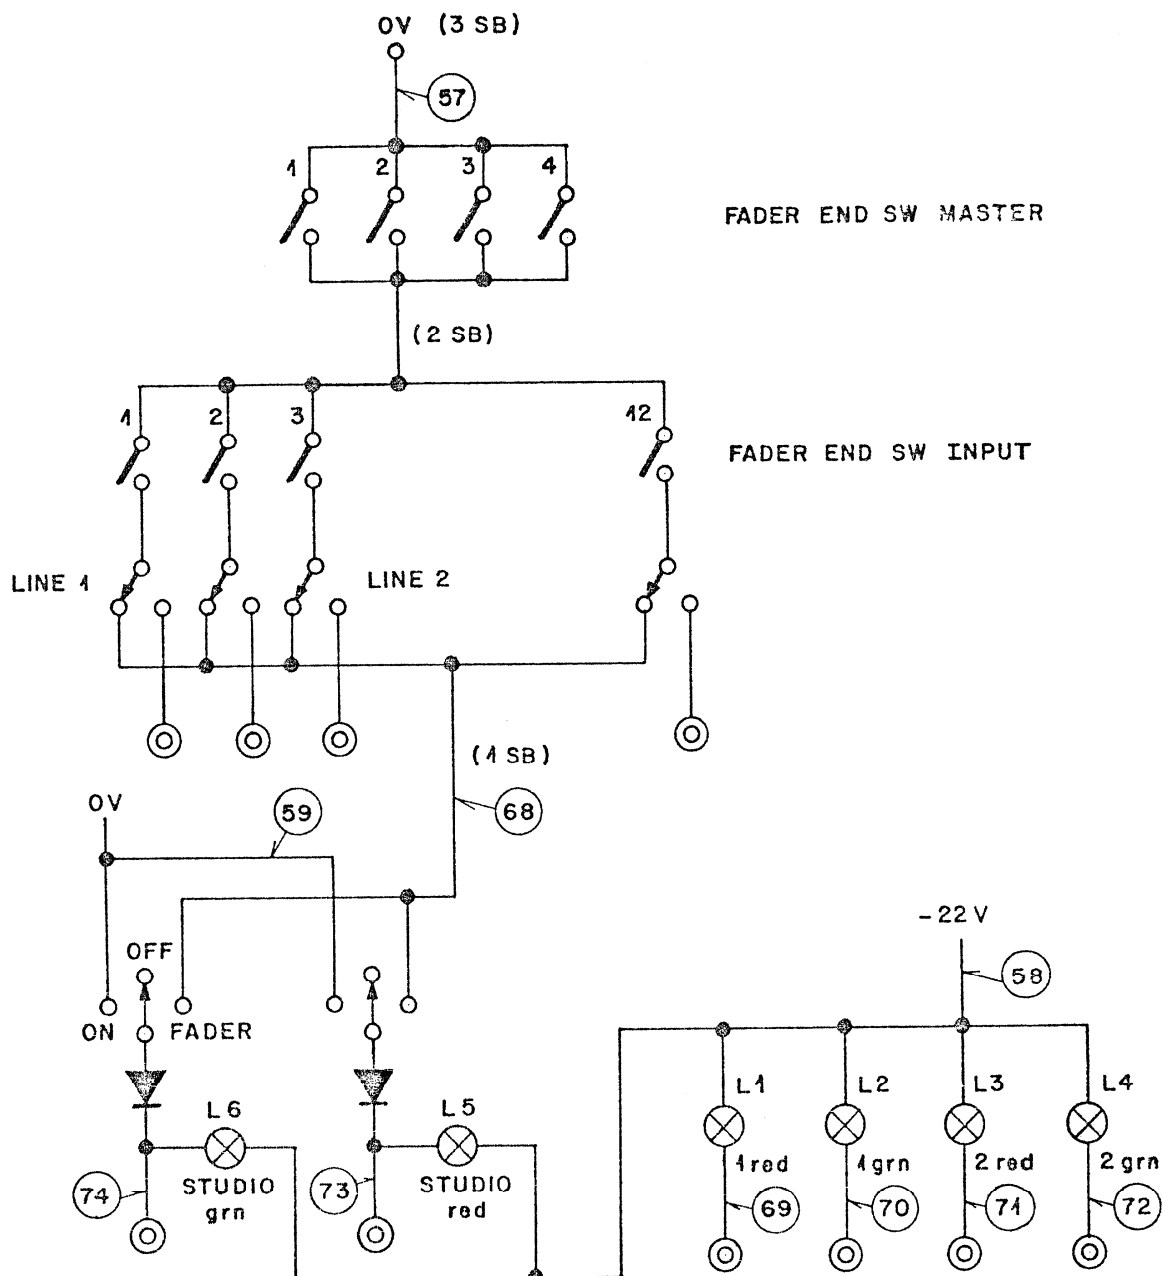 0V (3 SB)
57
1 2 3 4
FADER END SW MASTER
(2 SB)
1 2 3 12
FADER END SW INPUT
LINE 1 LINE 2
(1 SB)
0V 59 68
-22 V
OFF 58
ON FADER
L6 L5 L1 L2 L3 L4
1 red 1 grn 2 red 2 grn
74 STUDIO 73 STUDIO 69 70 71 72
grn red